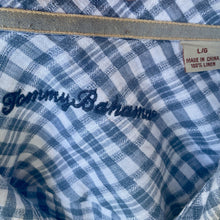 L/G
MADE IN CHINA
100% LINEN
Tommy Bahama